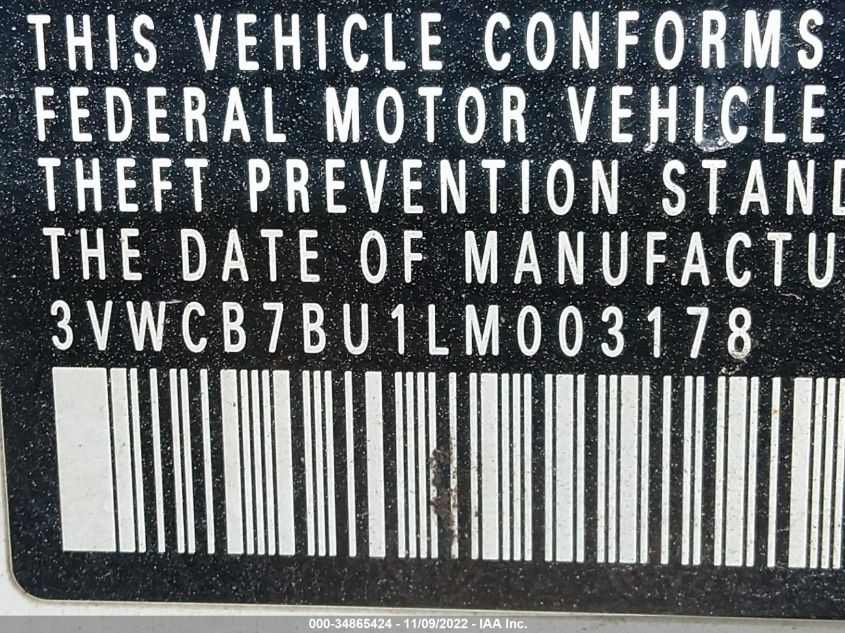 THIS VEHICLE CONFORMS
FEDERAL MOTOR VEHICLE
THEFT PREVENTION STAND
THE DATE OF MANUFACTU
3VWCB7BU1LM003178
000-34865424 - 11/09/2022 - IAA Inc.